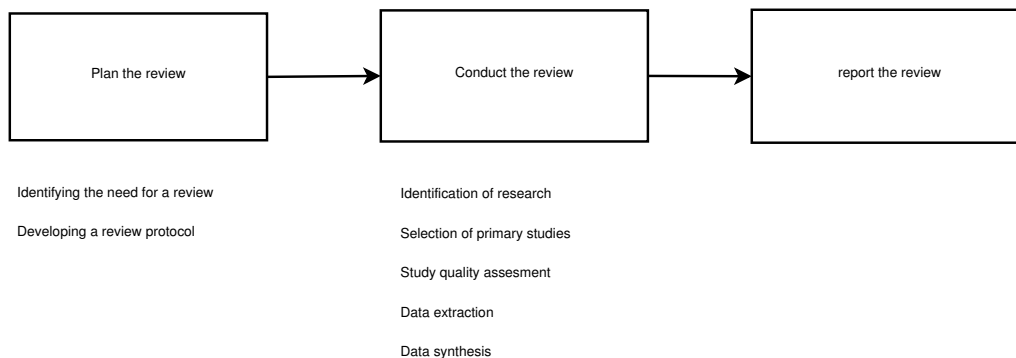 Plan the review
Conduct the review
report the review
Identifying the need for a review
Developing a review protocol
Identification of research
Selection of primary studies
Study quality assesment
Data extraction
Data synthesis